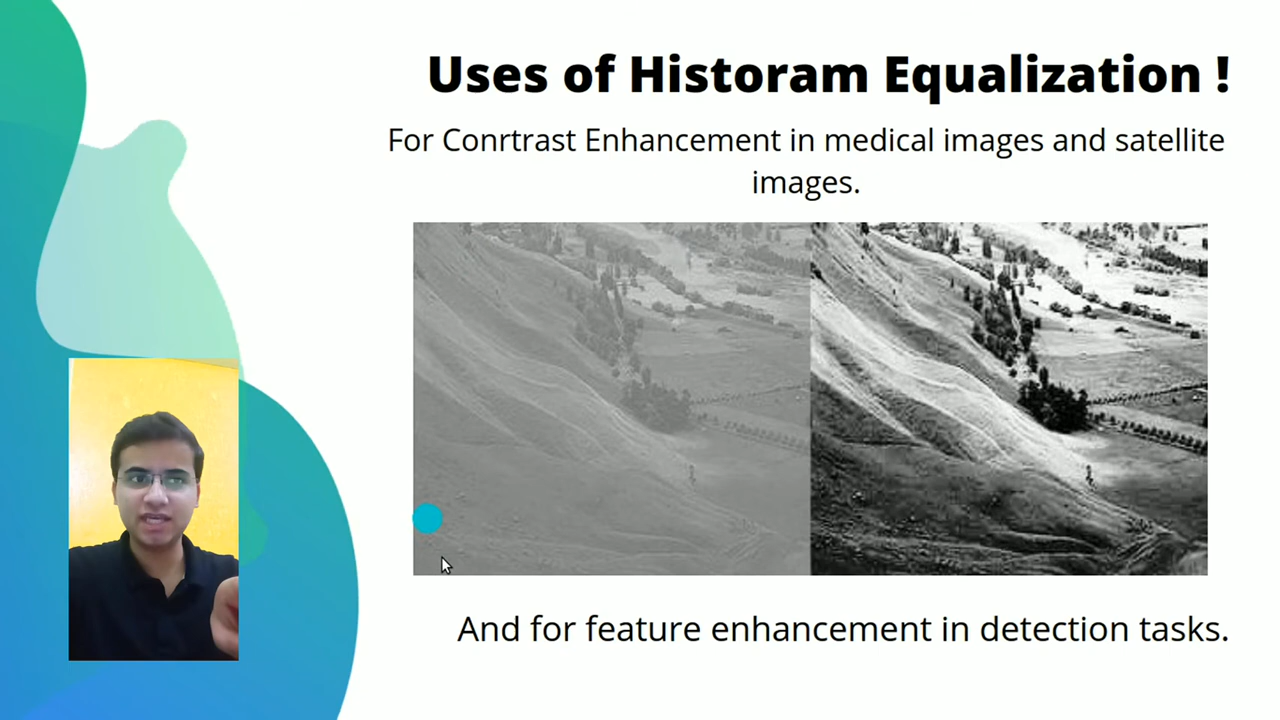 Uses of Historam Equalization !
For Conrtrast Enhancement in medical images and satellite
images.
And for feature enhancement in detection tasks.